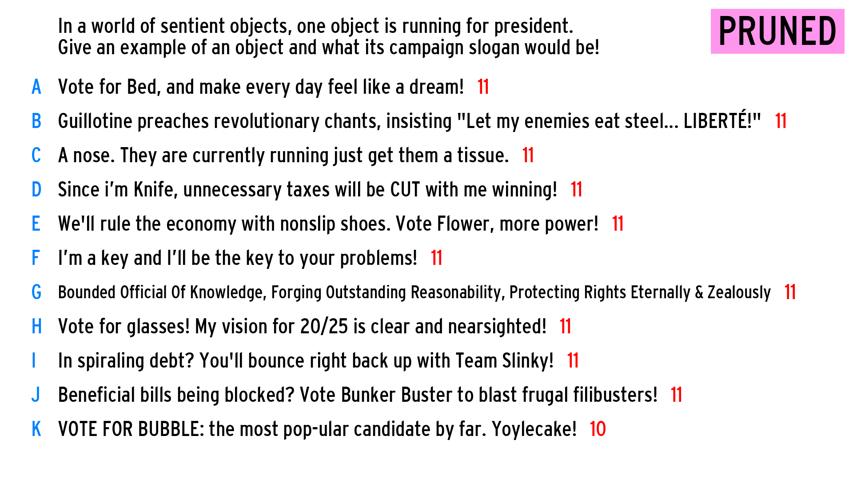 In a world of sentient objects, one object is running for president.
Give an example of an object and what its campaign slogan would be!
PRUNED
A Vote for Bed, and make every day feel like a dream! 11
B Guillotine preaches revolutionary chants, insisting "Let my enemies eat steel... LIBERTÉ!" 11
C A nose. They are currently running just get them a tissue. 11
D Since i'm Knife, unnecessary taxes will be CUT with me winning! 11
E We'll rule the economy with nonslip shoes. Vote Flower, more power! 11
F I'm a key and I'll be the key to your problems! 11
G Bounded Official Of Knowledge, Forging Outstanding Reasonability, Protecting Rights Eternally & Zealously 11
H Vote for glasses! My vision for 20/25 is clear and nearsighted! 11
I In spiraling debt? You'll bounce right back up with Team Slinky! 11
J Beneficial bills being blocked? Vote Bunker Buster to blast frugal filibusters! 11
K VOTE FOR BUBBLE: the most pop-ular candidate by far. Yoylecake! 10